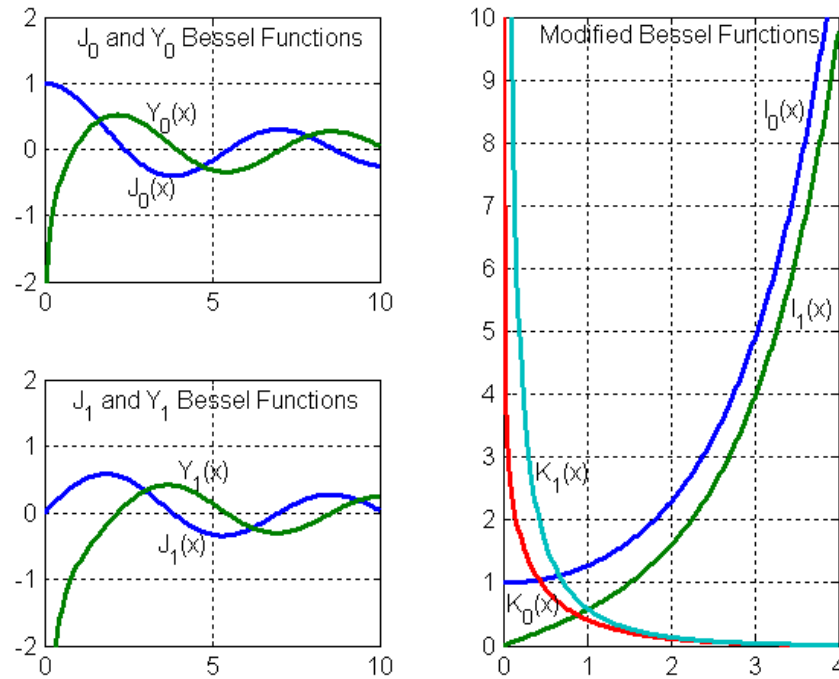 J₀ and Y₀ Bessel Functions
2
1
0
-1
-2
Y₀(x)
J₀(x)
0
5
10
J₁ and Y₁ Bessel Functions
2
1
0
-1
-2
Y₁(x)
J₁(x)
0
5
10
Modified Bessel Functions
10
9
8
7
6
5
4
3
2
1
0
I₀(x)
I₁(x)
K₁(x)
K₀(x)
0
1
2
3
4